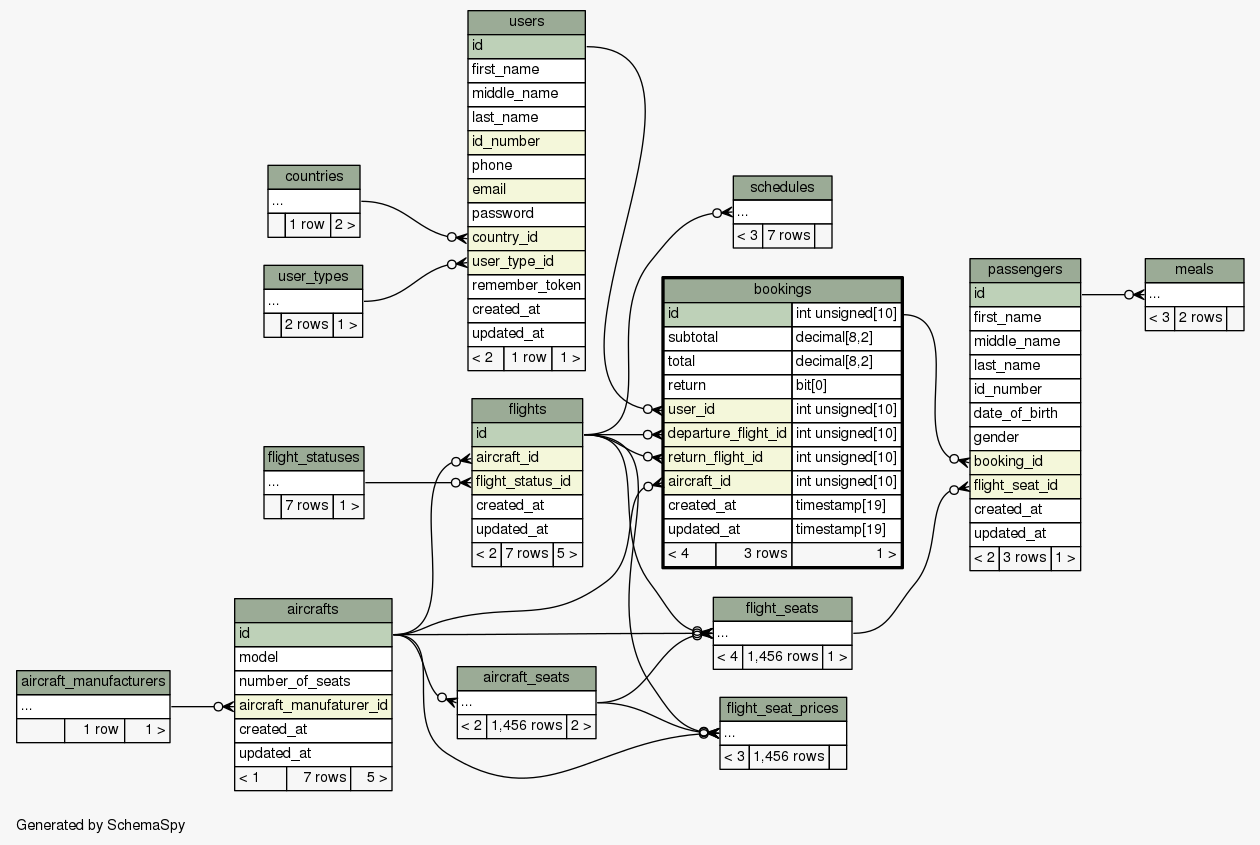 users
id
first_name
middle_name
last_name
id_number
phone
email
password
country_id
user_type_id
remember_token
created_at
updated_at
< 2 1 row 1 >
countries
...
1 row 2 >
user_types
...
2 rows 1 >
schedules
...
< 3 7 rows
bookings
id int unsigned[10]
subtotal decimal[8,2]
total decimal[8,2]
return bit[0]
user_id int unsigned[10]
departure_flight_id int unsigned[10]
return_flight_id int unsigned[10]
aircraft_id int unsigned[10]
created_at timestamp[19]
updated_at timestamp[19]
< 4 3 rows 1 >
passengers
id
first_name
middle_name
last_name
id_number
date_of_birth
gender
booking_id
flight_seat_id
created_at
updated_at
< 2 3 rows 1 >
meals
...
< 3 2 rows
flights
id
aircraft_id
flight_status_id
created_at
updated_at
< 2 7 rows 5 >
flight_statuses
...
7 rows 1 >
aircrafts
id
model
number_of_seats
aircraft_manufaturer_id
created_at
updated_at
< 1 7 rows 5 >
aircraft_manufacturers
...
1 row 1 >
aircraft_seats
...
< 2 1,456 rows 2 >
flight_seats
...
< 4 1,456 rows 1 >
flight_seat_prices
...
< 3 1,456 rows
Generated by SchemaSpy